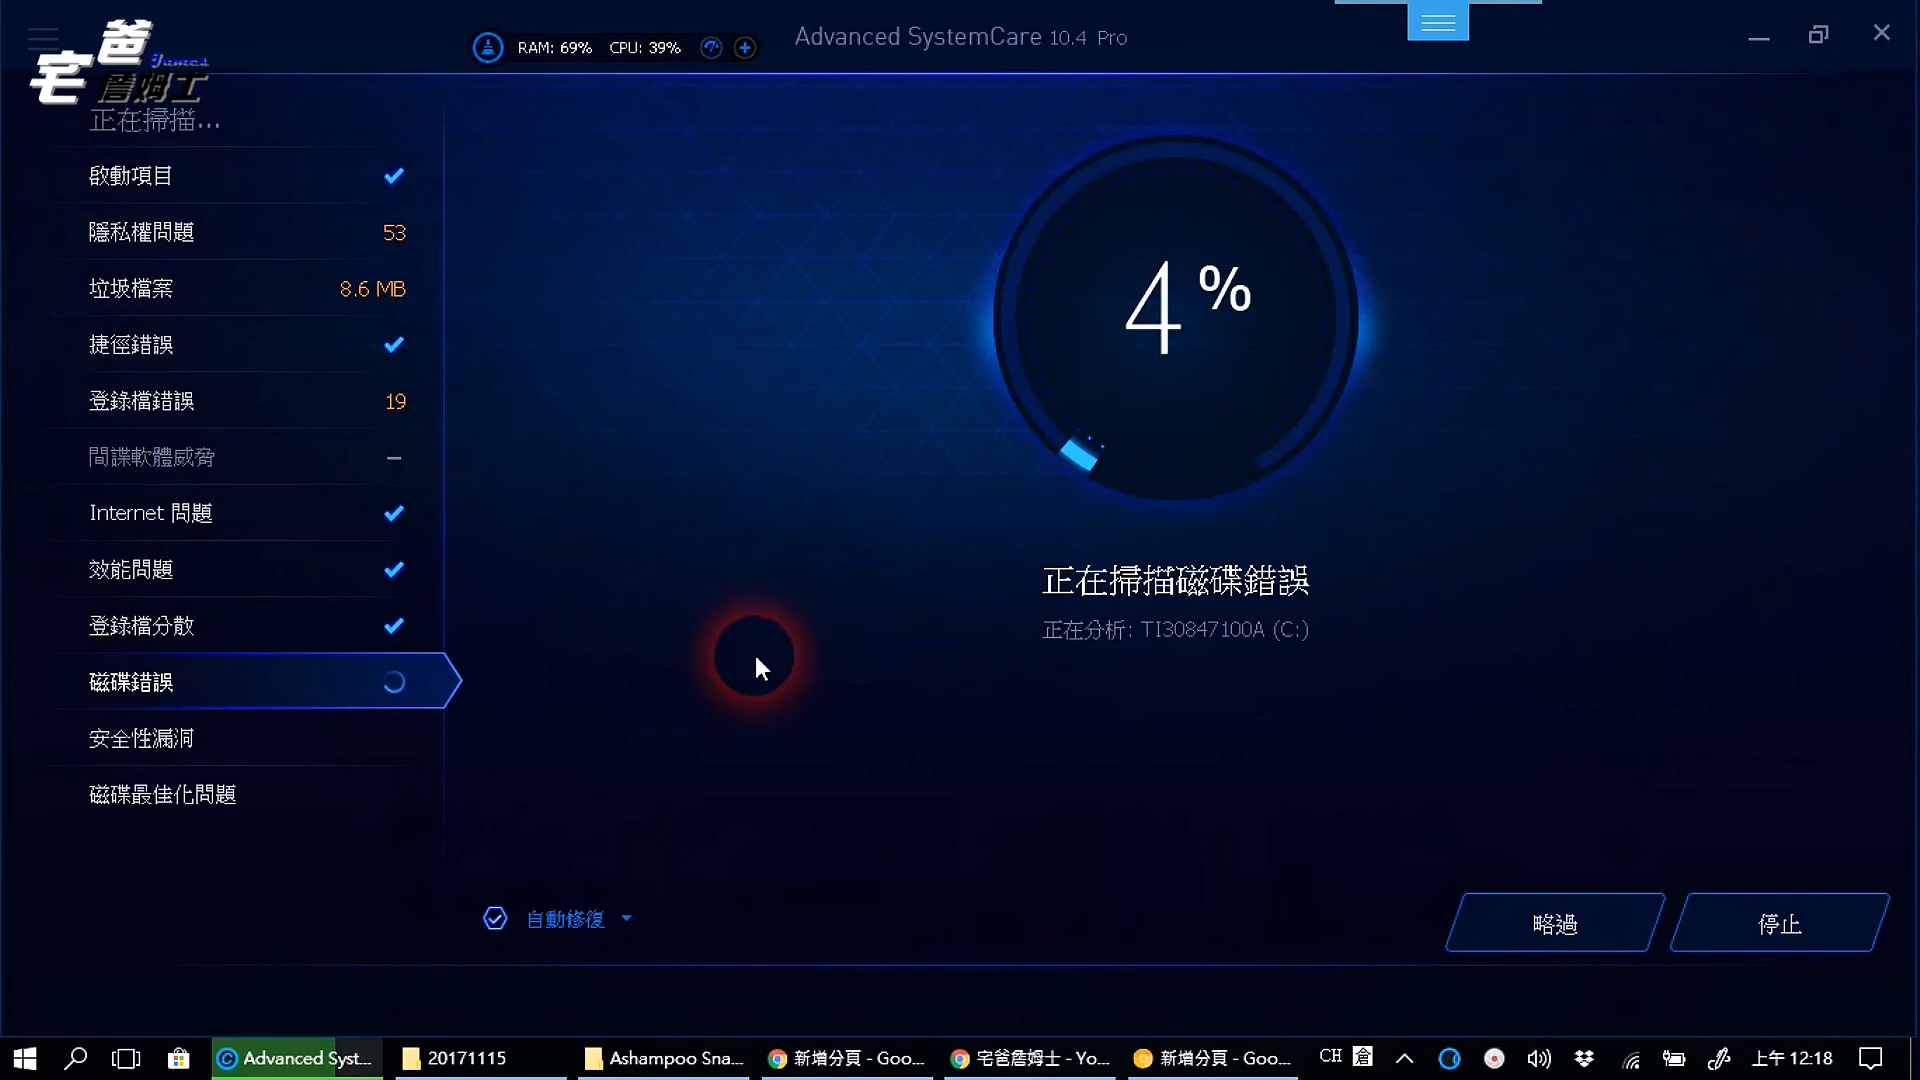 宅爸
games
詹姆士
RAM: 69% CPU: 39%
Advanced SystemCare 10.4 Pro
正在掃描...
啟動項目
隱私權問題 53
垃圾檔案 8.6 MB
捷徑錯誤
登錄檔錯誤 19
間諜軟體威脅 –
Internet 問題
效能問題
登錄檔分散
磁碟錯誤
安全性漏洞
磁碟最佳化問題
4%
正在掃描磁碟錯誤
正在分析: TI30847100A (C:)
自動修復
略過
停止
Advanced Syst...
20171115
Ashampoo Sna...
新增分頁 - Goo...
宅爸詹姆士 - Yo...
新增分頁 - Goo...
CH 倉
上午 12:18